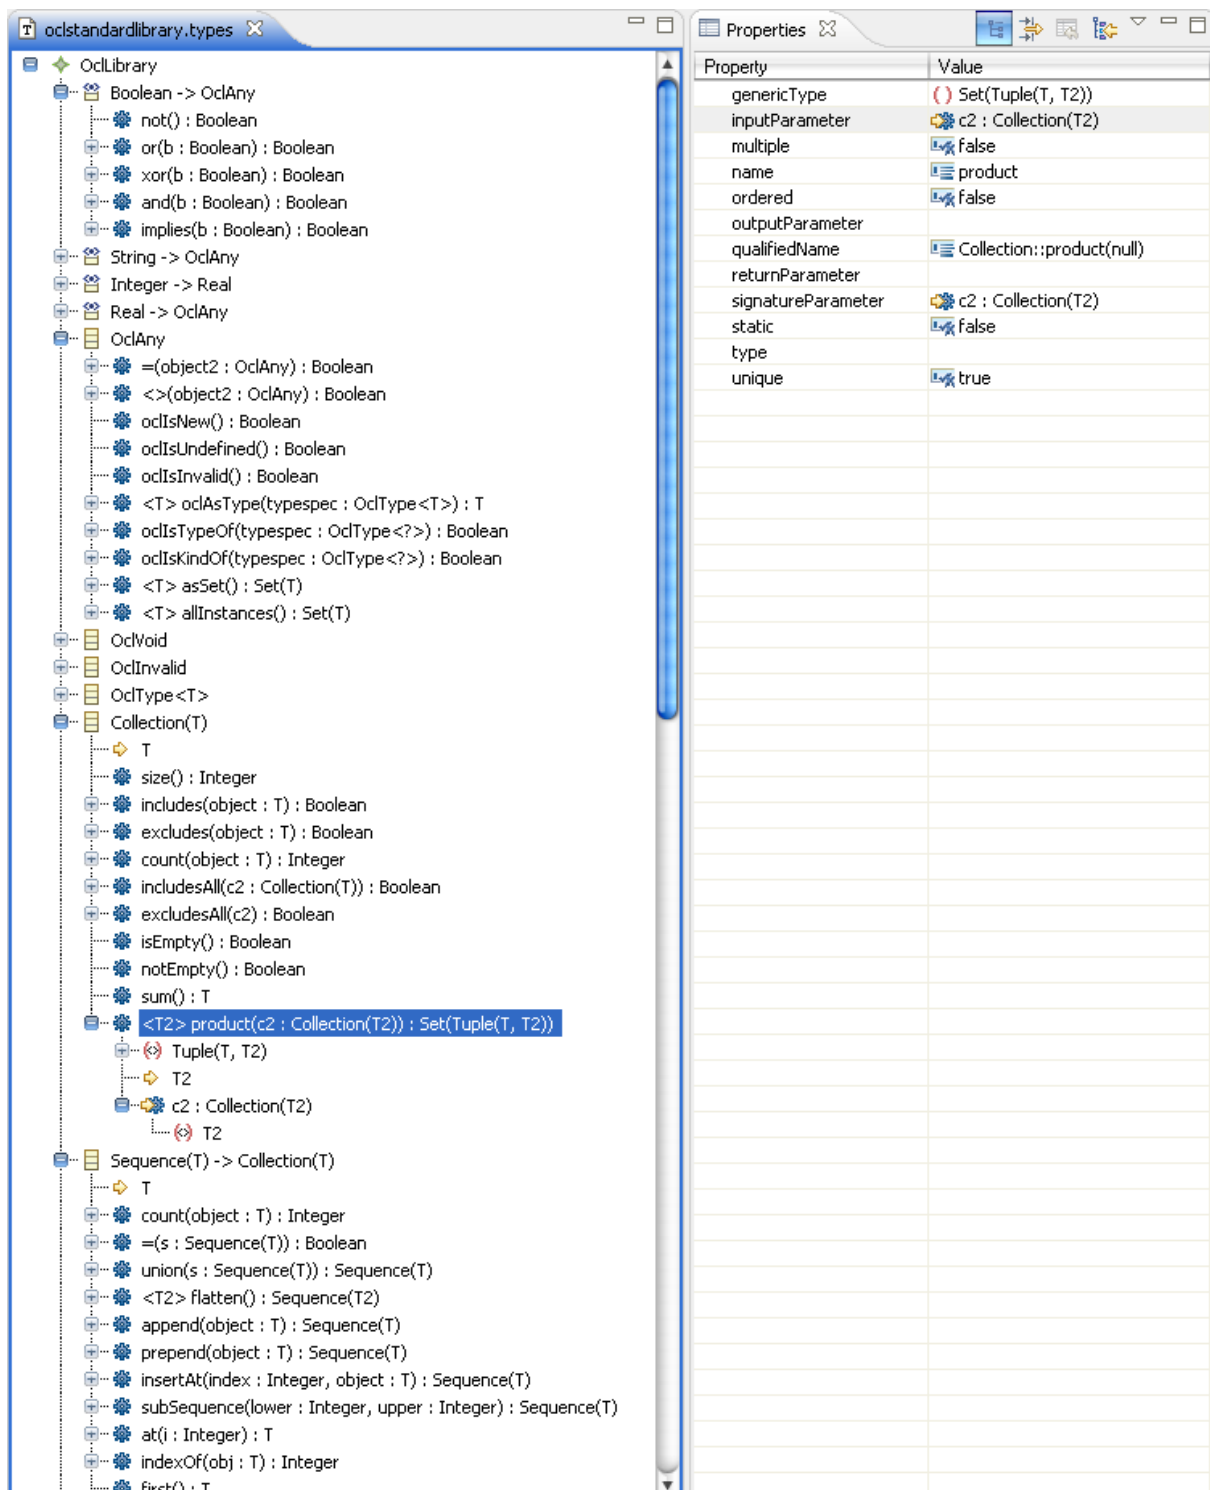 oclstandardlibrary.types
OclLibrary
Boolean -> OclAny
not() : Boolean
or(b : Boolean) : Boolean
xor(b : Boolean) : Boolean
and(b : Boolean) : Boolean
implies(b : Boolean) : Boolean
String -> OclAny
Integer -> Real
Real -> OclAny
OclAny
=(object2 : OclAny) : Boolean
<>(object2 : OclAny) : Boolean
oclIsNew() : Boolean
oclIsUndefined() : Boolean
oclIsInvalid() : Boolean
<T> oclAsType(typespec : OclType<T>) : T
oclIsTypeOf(typespec : OclType<?>) : Boolean
oclIsKindOf(typespec : OclType<?>) : Boolean
<T> asSet() : Set(T)
<T> allInstances() : Set(T)
OclVoid
OclInvalid
OclType<T>
Collection(T)
T
size() : Integer
includes(object : T) : Boolean
excludes(object : T) : Boolean
count(object : T) : Integer
includesAll(c2 : Collection(T)) : Boolean
excludesAll(c2) : Boolean
isEmpty() : Boolean
notEmpty() : Boolean
sum() : T
<T2> product(c2 : Collection(T2)) : Set(Tuple(T, T2))
Tuple(T, T2)
T2
c2 : Collection(T2)
T2
Sequence(T) -> Collection(T)
T
count(object : T) : Integer
=(s : Sequence(T)) : Boolean
union(s : Sequence(T)) : Sequence(T)
<T2> flatten() : Sequence(T2)
append(object : T) : Sequence(T)
prepend(object : T) : Sequence(T)
insertAt(index : Integer, object : T) : Sequence(T)
subSequence(lower : Integer, upper : Integer) : Sequence(T)
at(i : Integer) : T
indexOf(obj : T) : Integer
first() : T
Properties
Property Value
genericType Set(Tuple(T, T2))
inputParameter c2 : Collection(T2)
multiple false
name product
ordered false
outputParameter
qualifiedName Collection::product(null)
returnParameter
signatureParameter c2 : Collection(T2)
static false
type
unique true